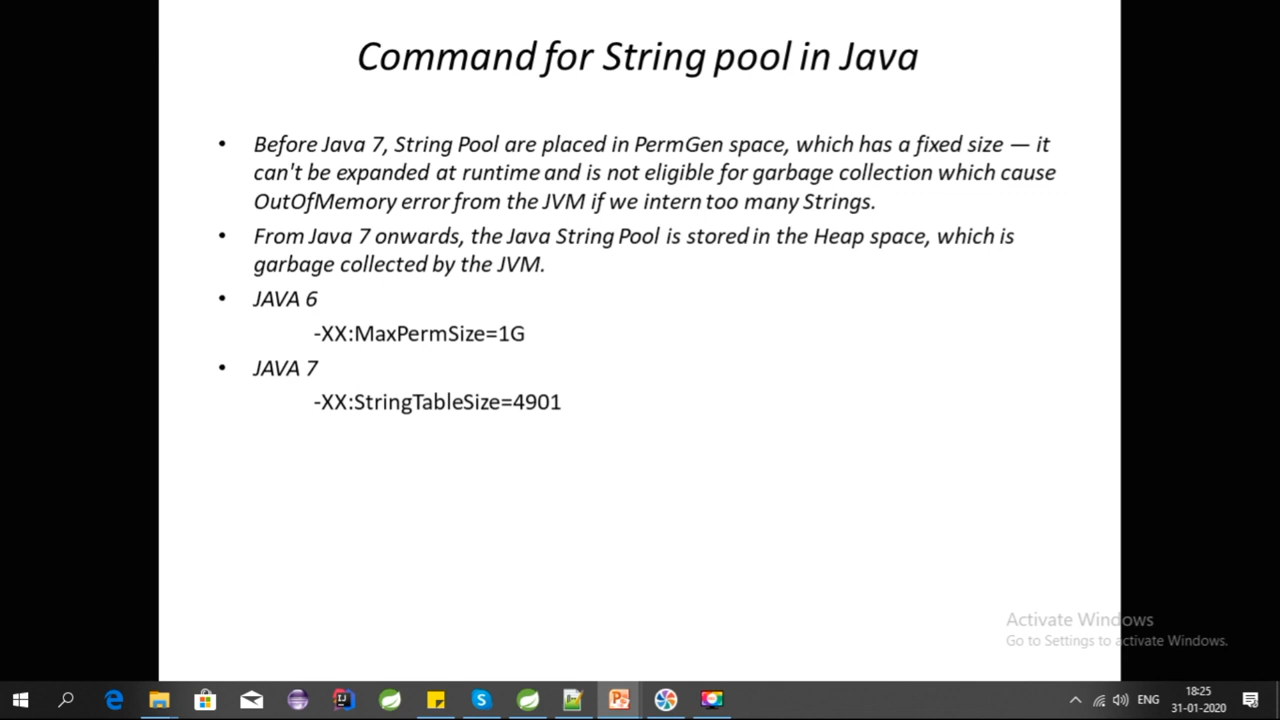 Command for String pool in Java
• Before Java 7, String Pool are placed in PermGen space, which has a fixed size — it
can't be expanded at runtime and is not eligible for garbage collection which cause
OutOfMemory error from the JVM if we intern too many Strings.
• From Java 7 onwards, the Java String Pool is stored in the Heap space, which is
garbage collected by the JVM.
• JAVA 6
-XX:MaxPermSize=1G
• JAVA 7
-XX:StringTableSize=4901
Activate Windows
Go to Settings to activate Windows.
ENG
18:25
31-01-2020